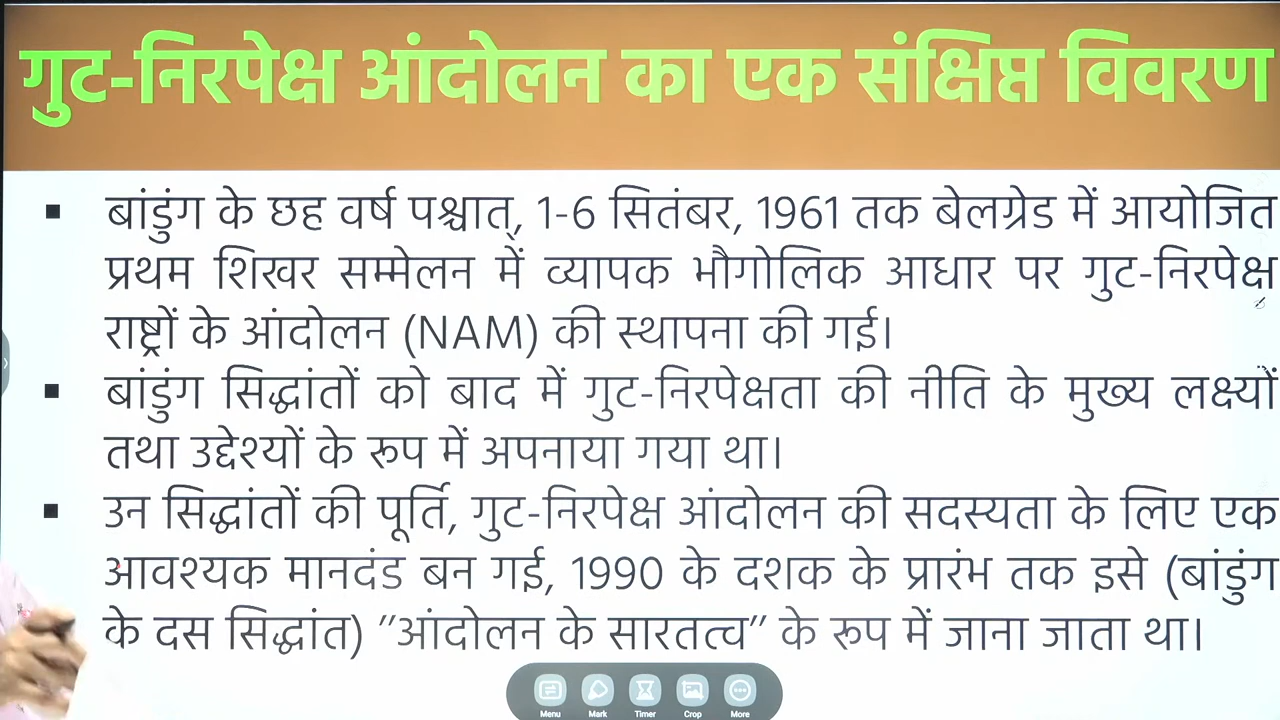 गुट-निरपेक्ष आंदोलन का एक संक्षिप्त विवरण
▪ बांडुंग के छह वर्ष पश्चात्, 1-6 सितंबर, 1961 तक बेलग्रेड में आयोजित
प्रथम शिखर सम्मेलन में व्यापक भौगोलिक आधार पर गुट-निरपेक्ष
राष्ट्रों के आंदोलन (NAM) की स्थापना की गई।
▪ बांडुंग सिद्धांतों को बाद में गुट-निरपेक्षता की नीति के मुख्य लक्ष्यों
तथा उद्देश्यों के रूप में अपनाया गया था।
▪ उन सिद्धांतों की पूर्ति, गुट-निरपेक्ष आंदोलन की सदस्यता के लिए एक
आवश्यक मानदंड बन गई, 1990 के दशक के प्रारंभ तक इसे (बांडुंग
के दस सिद्धांत) "आंदोलन के सारतत्व" के रूप में जाना जाता था।
Menu Mark Timer Crop More